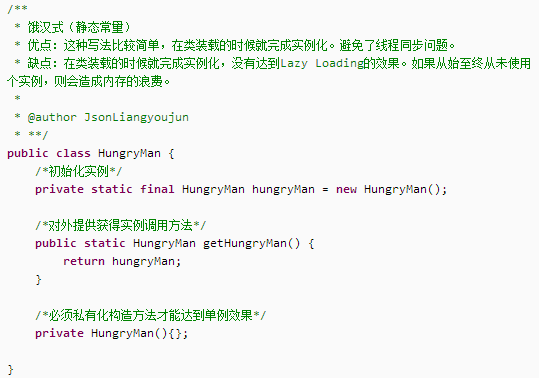 /**
 * 饿汉式（静态常量）
 * 优点：这种写法比较简单，在类装载的时候就完成实例化。避免了线程同步问题。
 * 缺点：在类装载的时候就完成实例化，没有达到Lazy Loading的效果。如果从始至终从未使用
个实例，则会造成内存的浪费。
 *
 * @author JsonLiangyoujun
 * **/
public class HungryMan {
    /*初始化实例*/
    private static final HungryMan hungryMan = new HungryMan();

    /*对外提供获得实例调用方法*/
    public static HungryMan getHungryMan() {
        return hungryMan;
    }

    /*必须私有化构造方法才能达到单例效果*/
    private HungryMan(){};

}